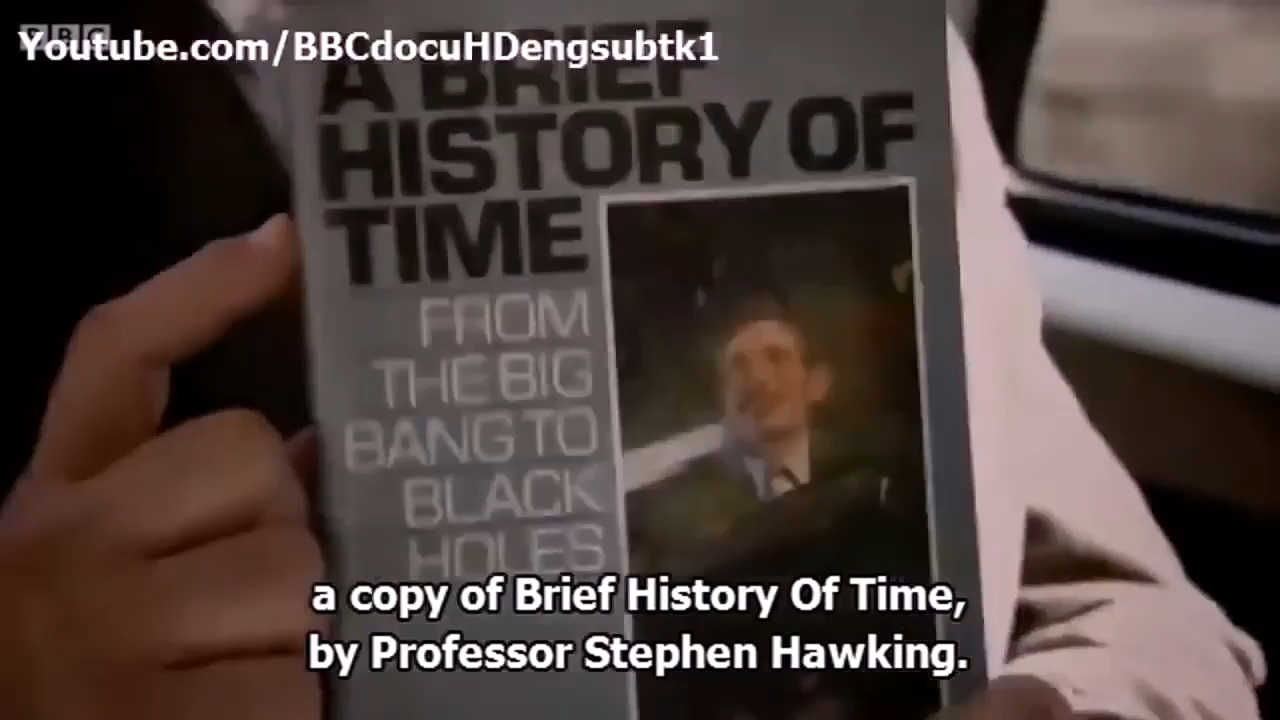 BBC
Youtube.com/BBCdocuHDengsubtk1
A BRIEF
HISTORY OF
TIME
FROM
THE BIG
BANG TO
BLACK
HOLES
a copy of Brief History Of Time,
by Professor Stephen Hawking.